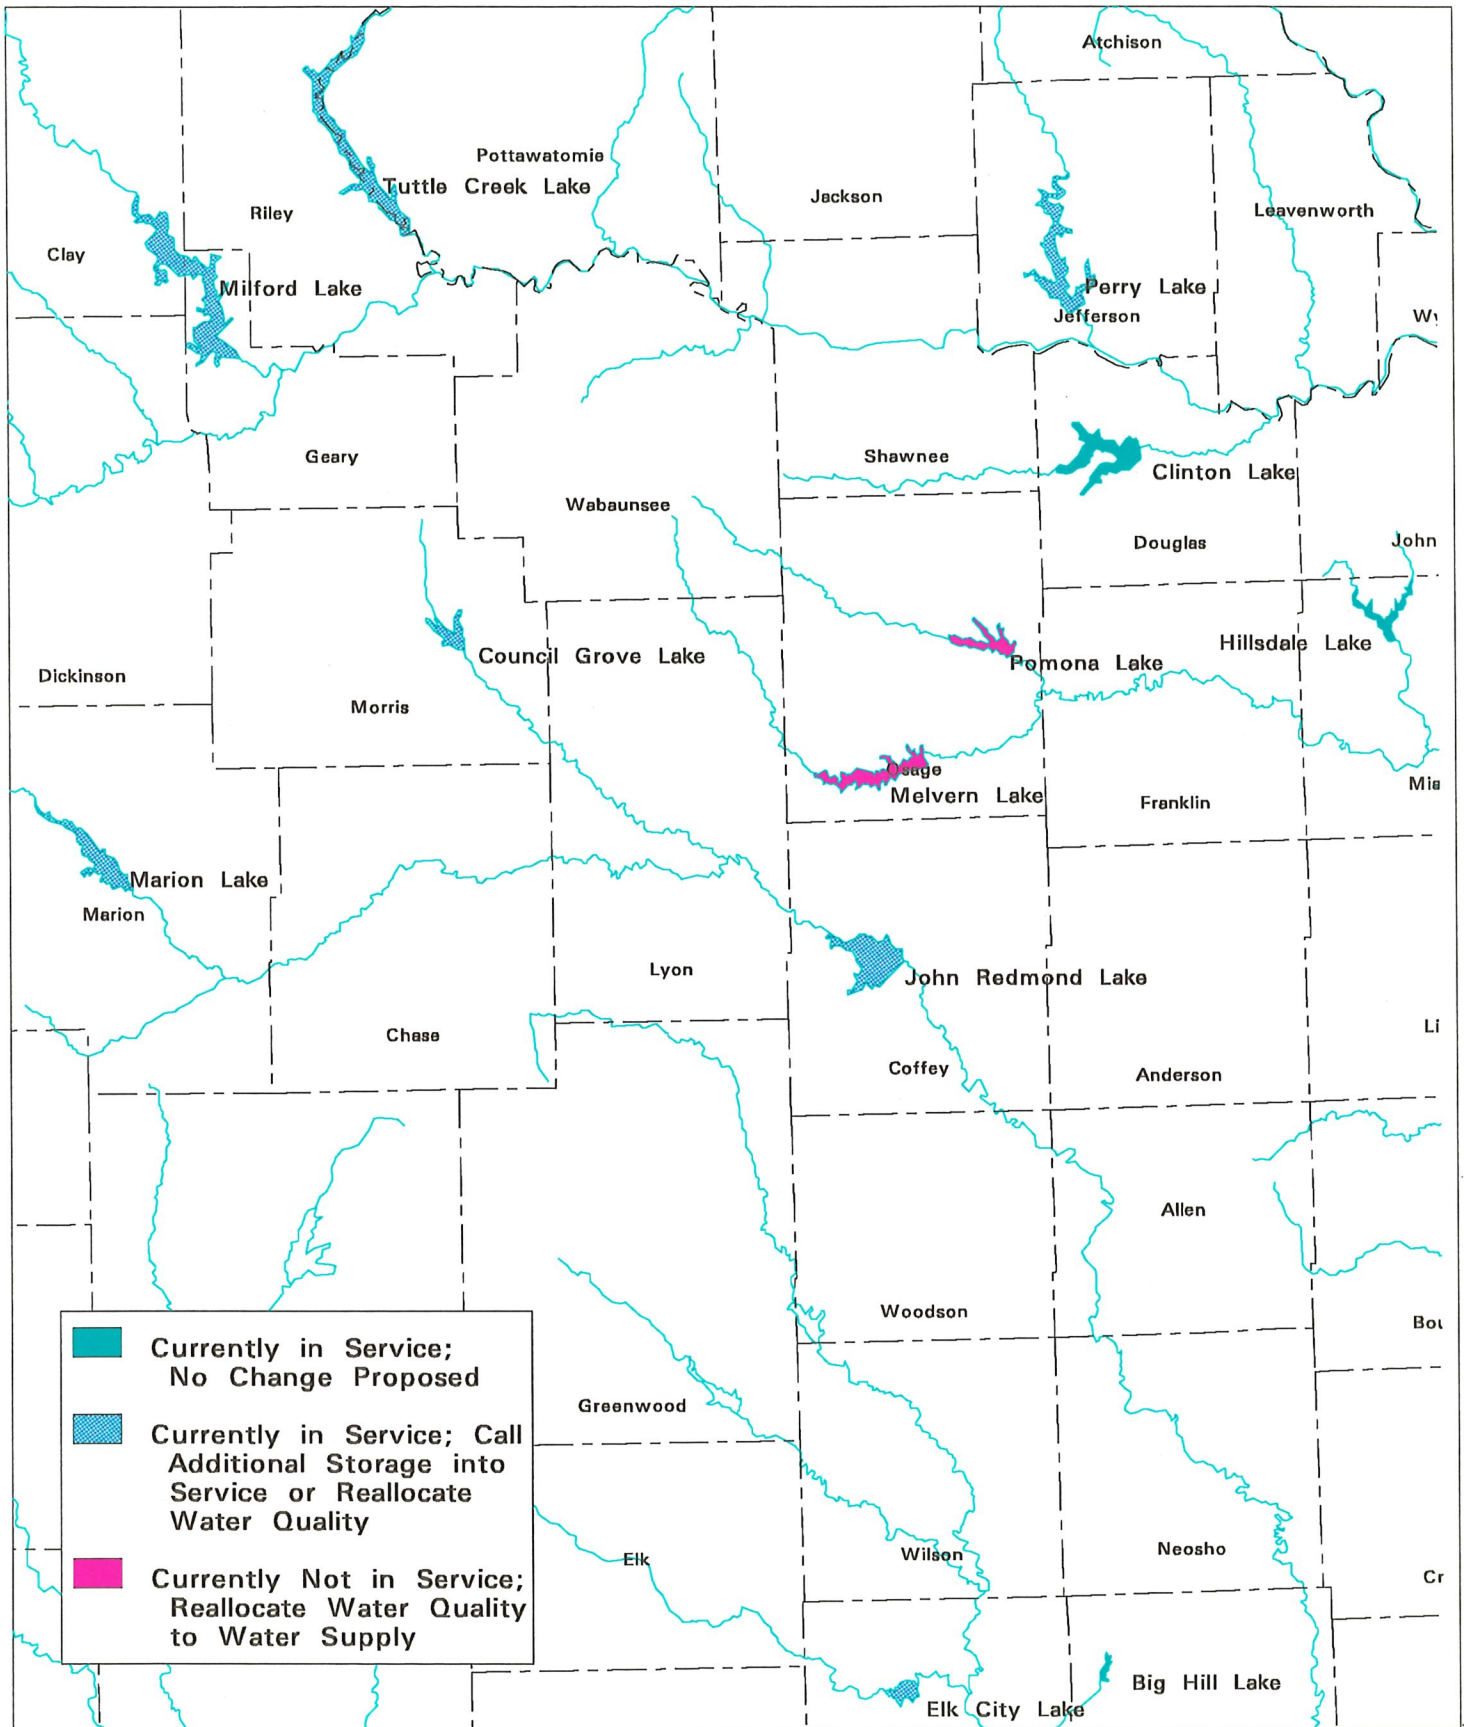 Atchison
Pottawatomie
Tuttle Creek Lake
Jackson
Riley
Leavenworth
Clay
Milford Lake
Perry Lake
Jefferson
Wy
Geary
Shawnee
Clinton Lake
Wabaunsee
Douglas
John
Hillsdale Lake
Council Grove Lake
Pomona Lake
Dickinson
Morris
Osage
Melvern Lake
Franklin
Mia
Marion Lake
Marion
Lyon
John Redmond Lake
Chase
Li
Coffey
Anderson
Allen
Woodson
Bou
Currently in Service;
No Change Proposed
Greenwood
Currently in Service; Call
Additional Storage into
Service or Reallocate
Water Quality
Elk
Wilson
Neosho
Cr
Currently Not in Service;
Reallocate Water Quality
to Water Supply
Big Hill Lake
Elk City Lake